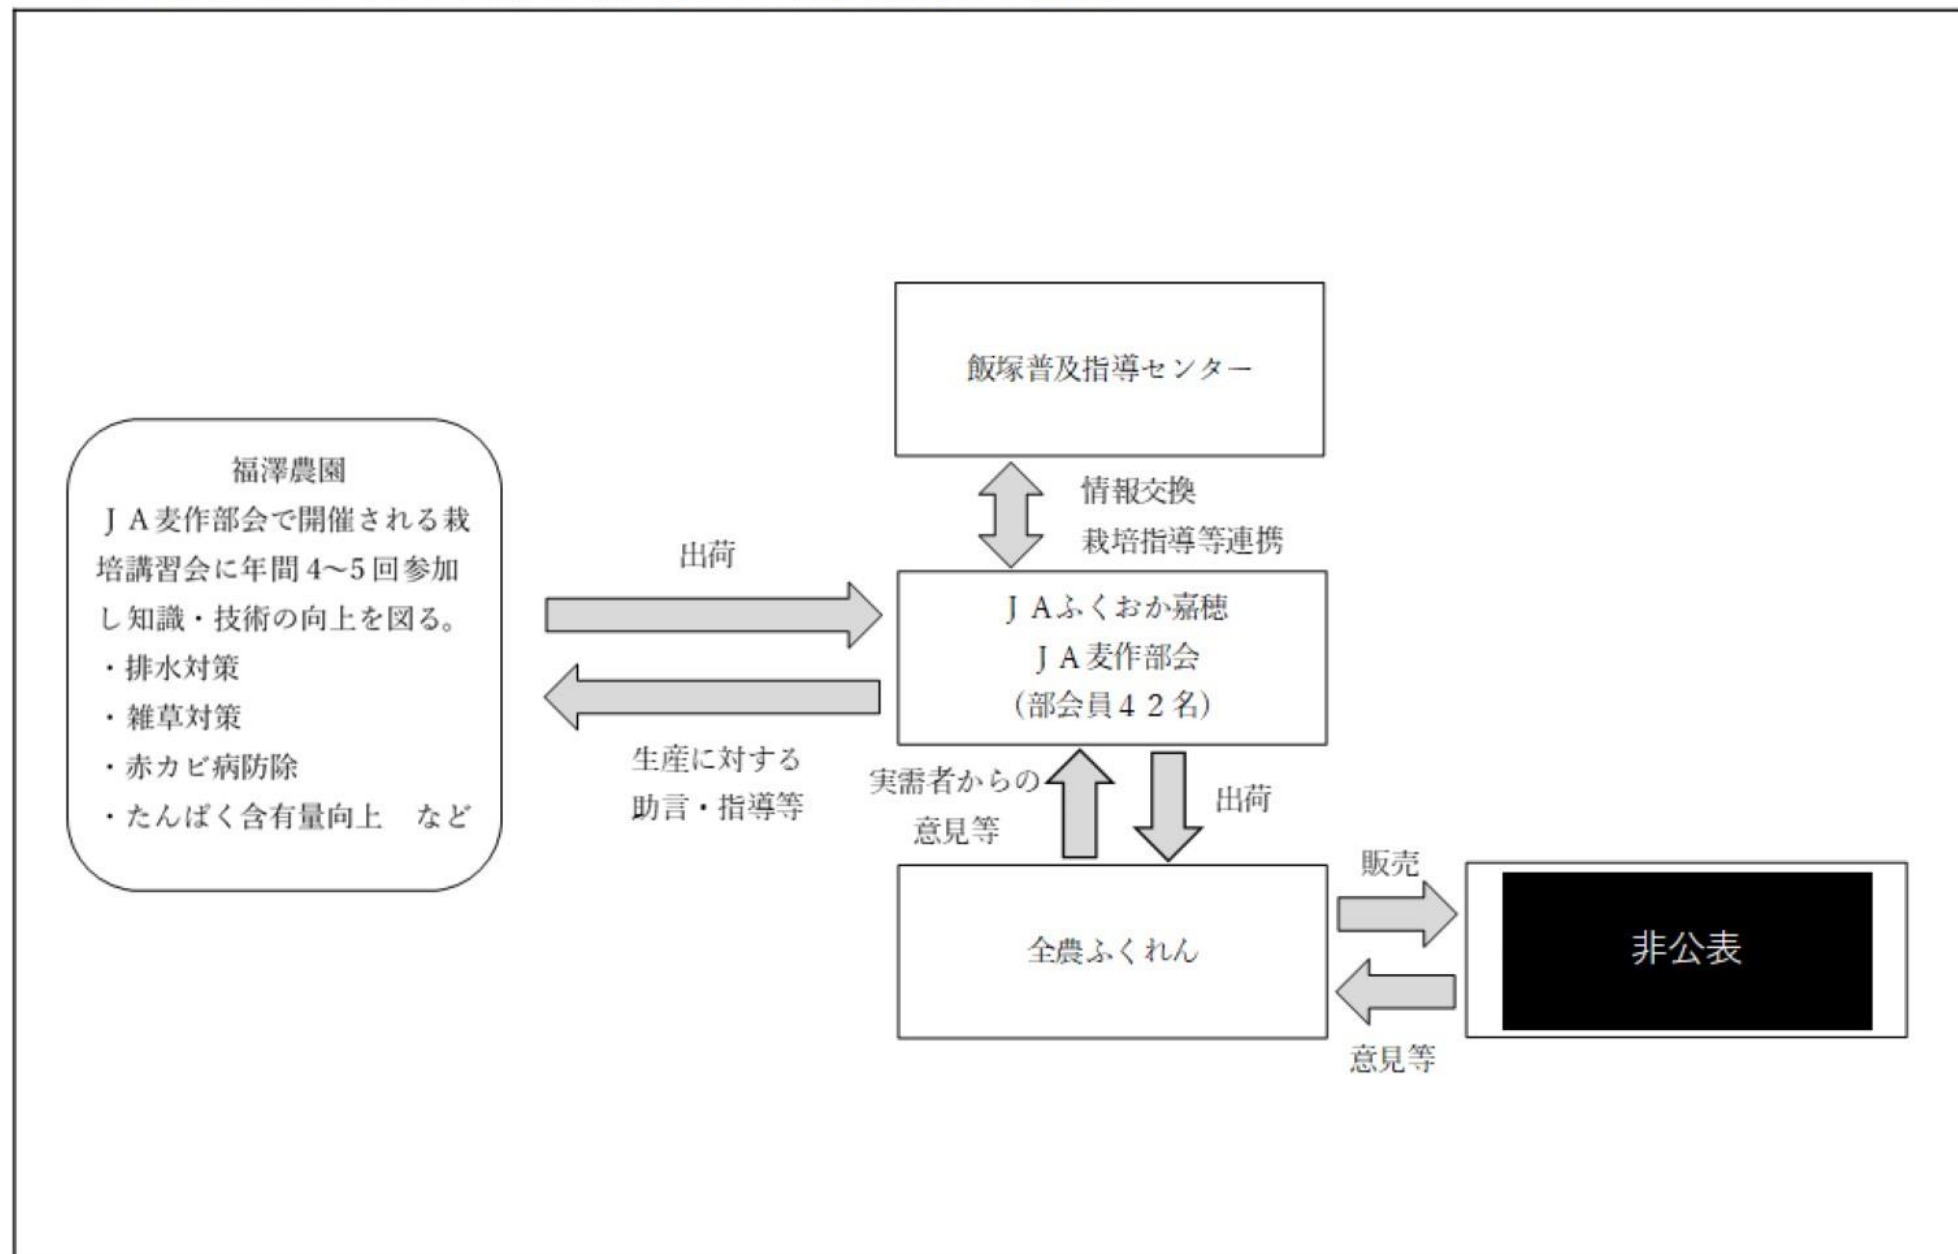 飯塚普及指導センター
福澤農園
ＪＡ麦作部会で開催される栽
培講習会に年間4～5回参加
し知識・技術の向上を図る。
・排水対策
・雑草対策
・赤カビ病防除
・たんぱく含有量向上　など
情報交換
栽培指導等連携
出荷
ＪＡふくおか嘉穂
ＪＡ麦作部会
（部会員４２名）
生産に対する
助言・指導等
実需者からの
意見等
出荷
全農ふくれん
販売
非公表
意見等